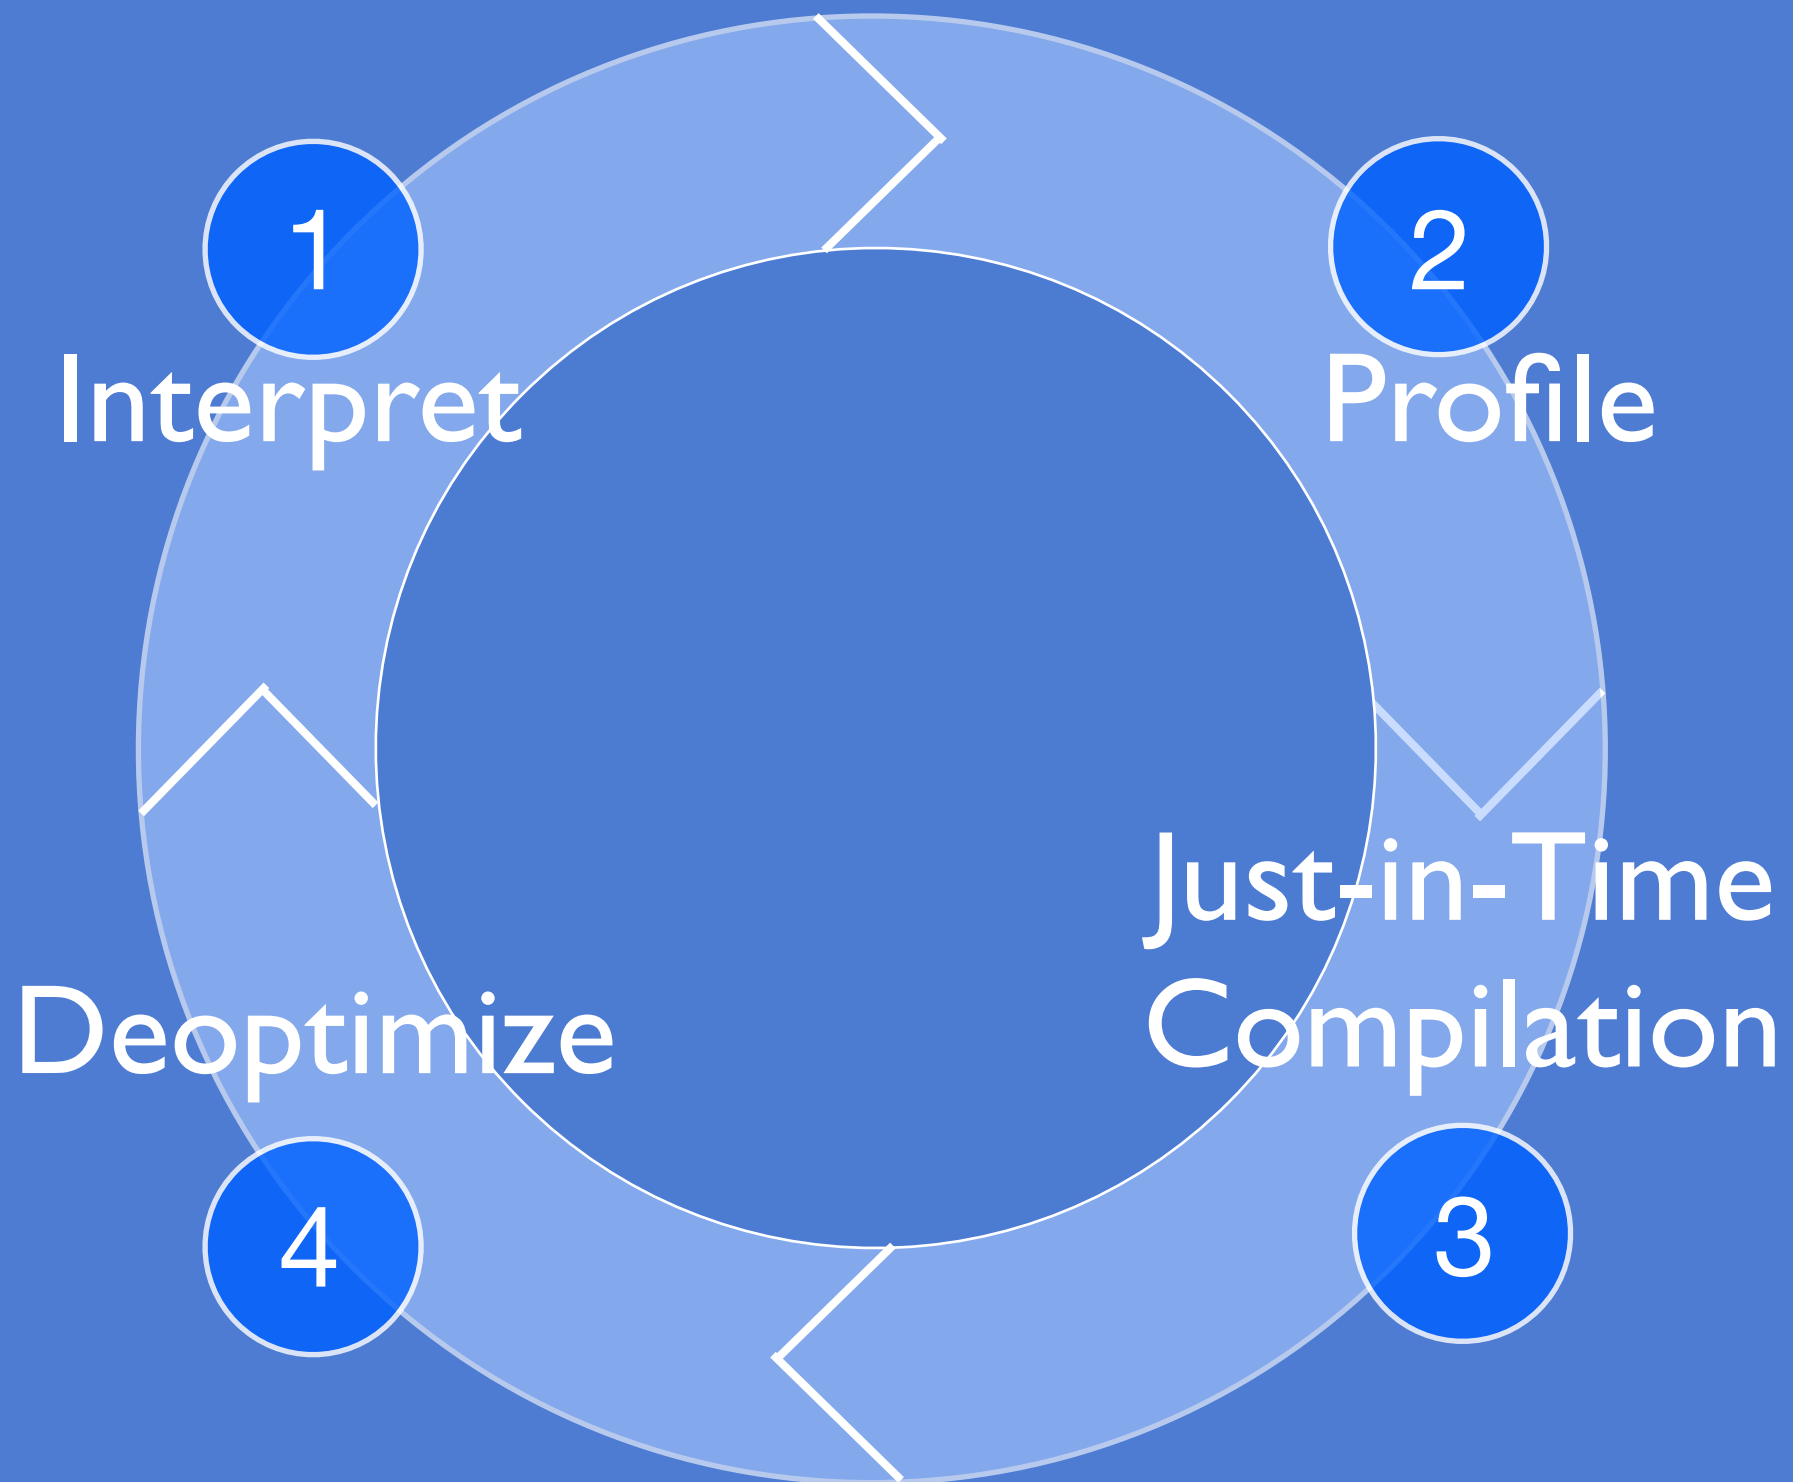 1
Interpret
2
Profile
Just-in-Time
Compilation
3
Deoptimize
4